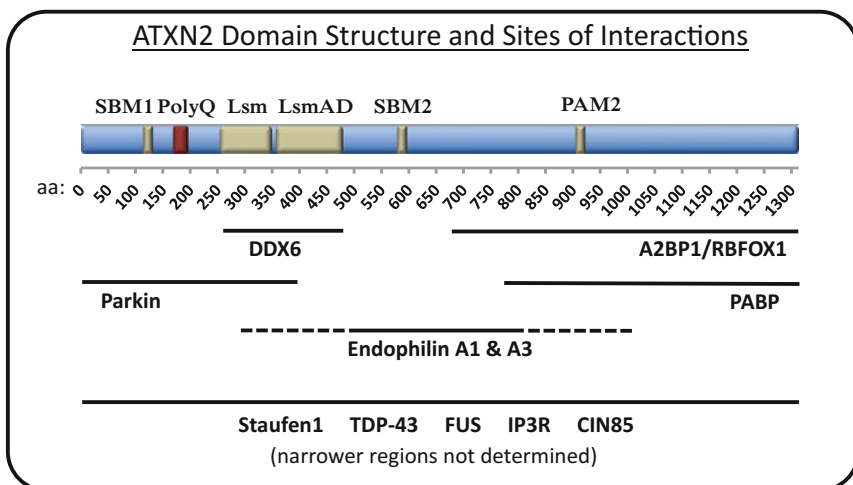 ATXN2 Domain Structure and Sites of Interactions
SBM1 PolyQ Lsm LsmAD SBM2 PAM2
aa: 0 50 100 150 200 250 300 350 400 450 500 550 600 650 700 750 800 850 900 950 1000 1050 1100 1150 1200 1250 1300
DDX6 A2BP1/RBFOX1
Parkin PABP
Endophilin A1 & A3
Staufen1 TDP-43 FUS IP3R CIN85
(narrower regions not determined)